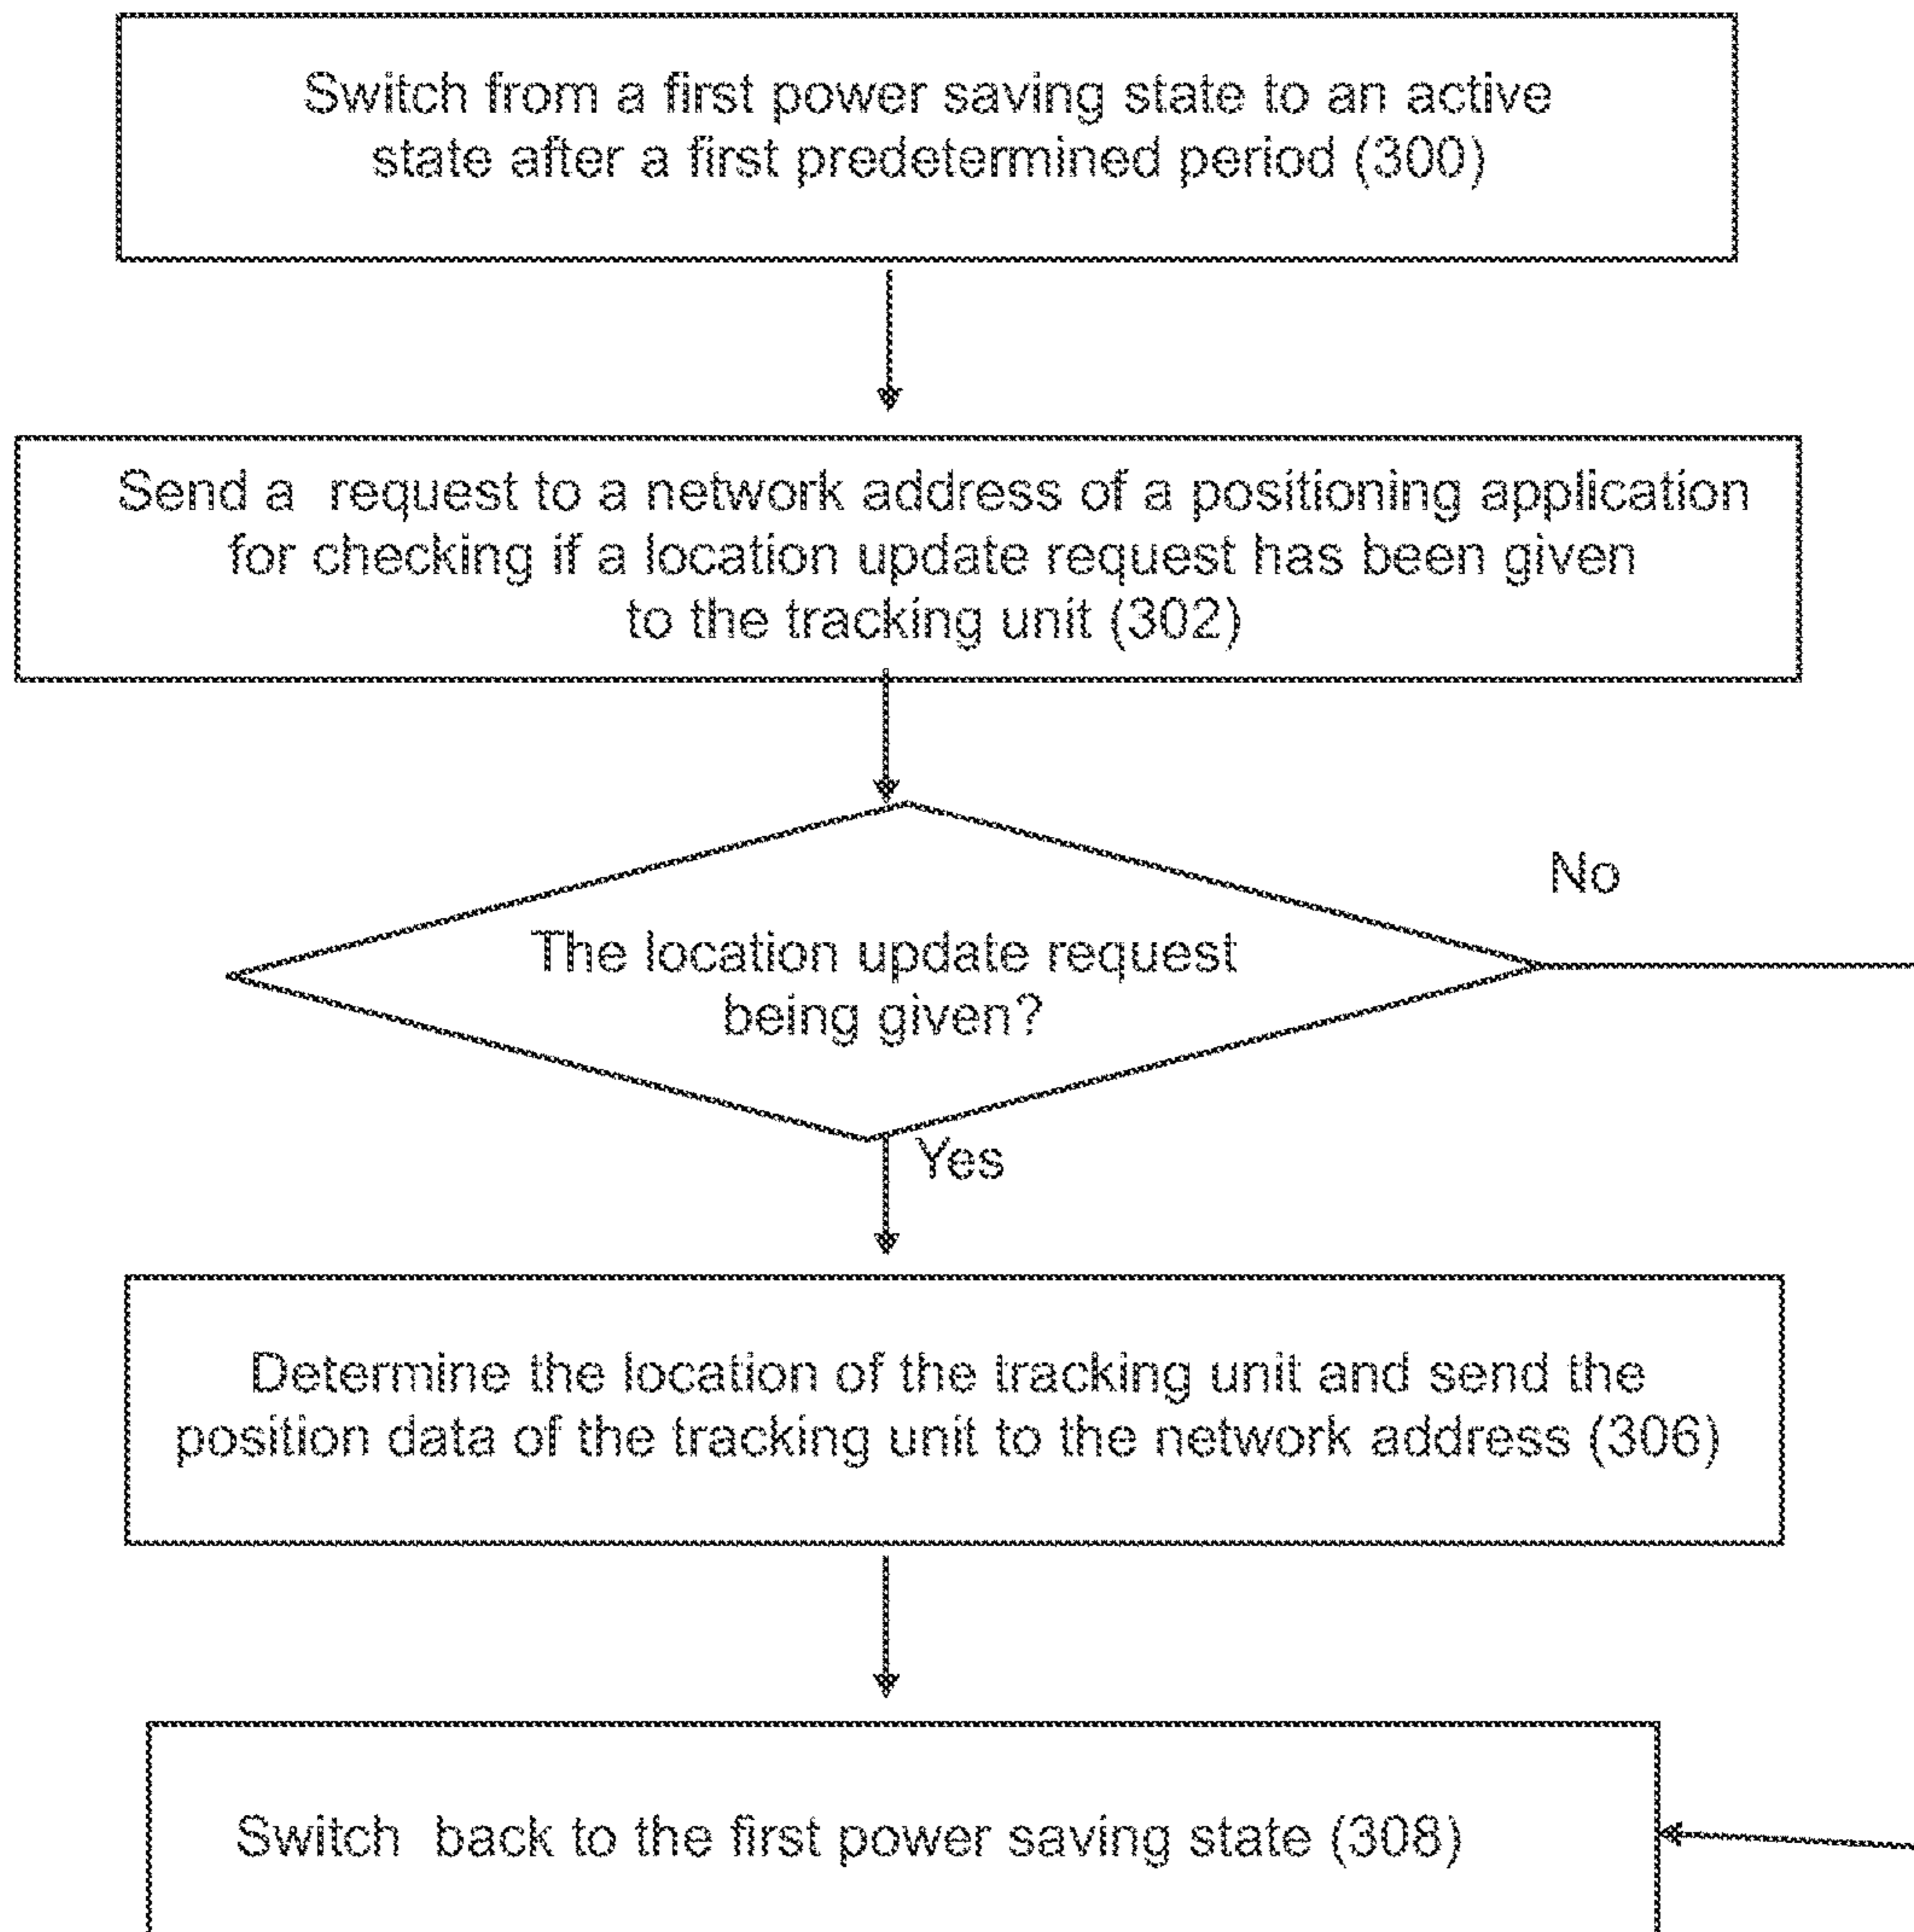 Switch from a first power saving state to an active
state after a first predetermined period (300)
Send a request to a network address of a positioning application
for checking if a location update request has been given
to the tracking unit (302)
No
The location update request
being given?
Yes
Determine the location of the tracking unit and send the
position data of the tracking unit to the network address (306)
Switch back to the first power saving state (308)